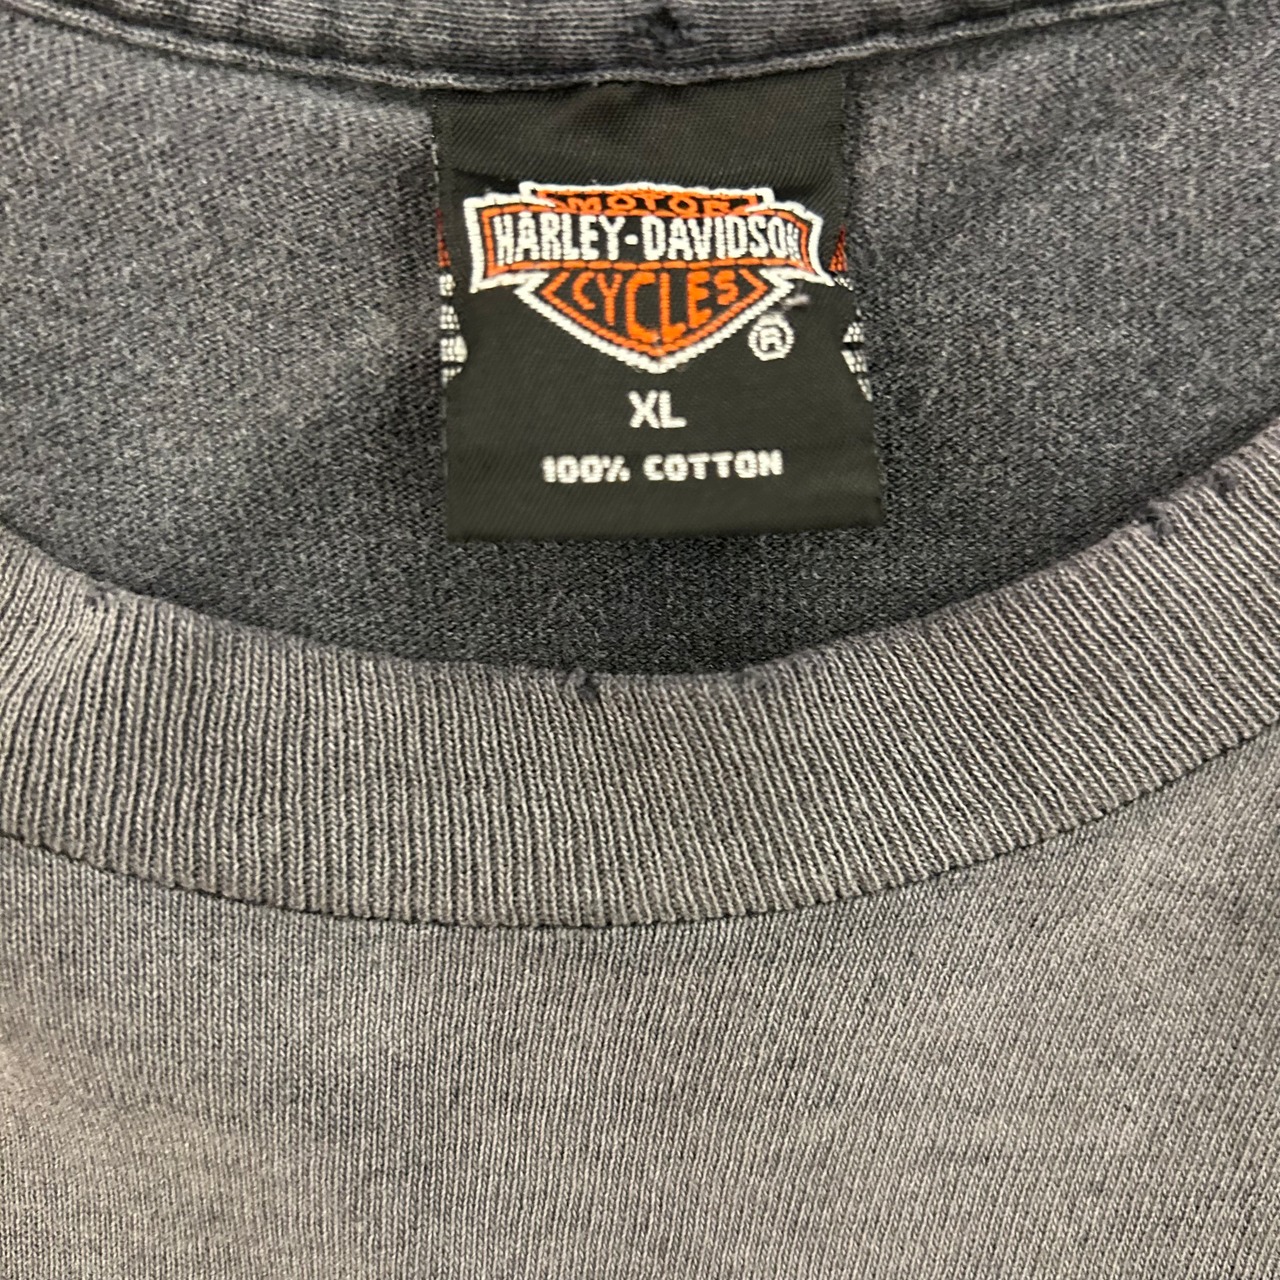 MOTOR
HARLEY-DAVIDSON
CYCLES
®
XL
100% COTTON